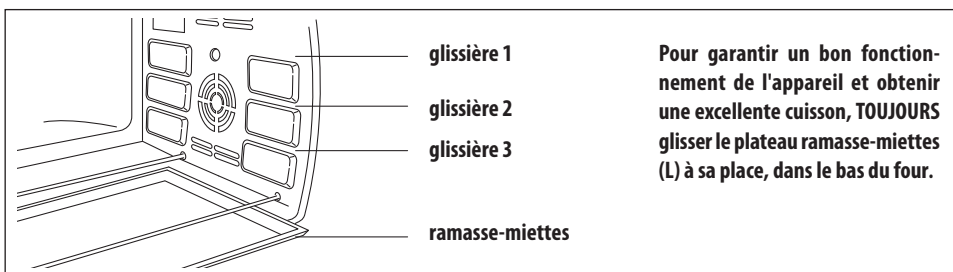 glissière 1
glissière 2
glissière 3
ramasse-miettes
Pour garantir un bon fonction-
nement de l'appareil et obtenir
une excellente cuisson, TOUJOURS
glisser le plateau ramasse-miettes
(L) à sa place, dans le bas du four.